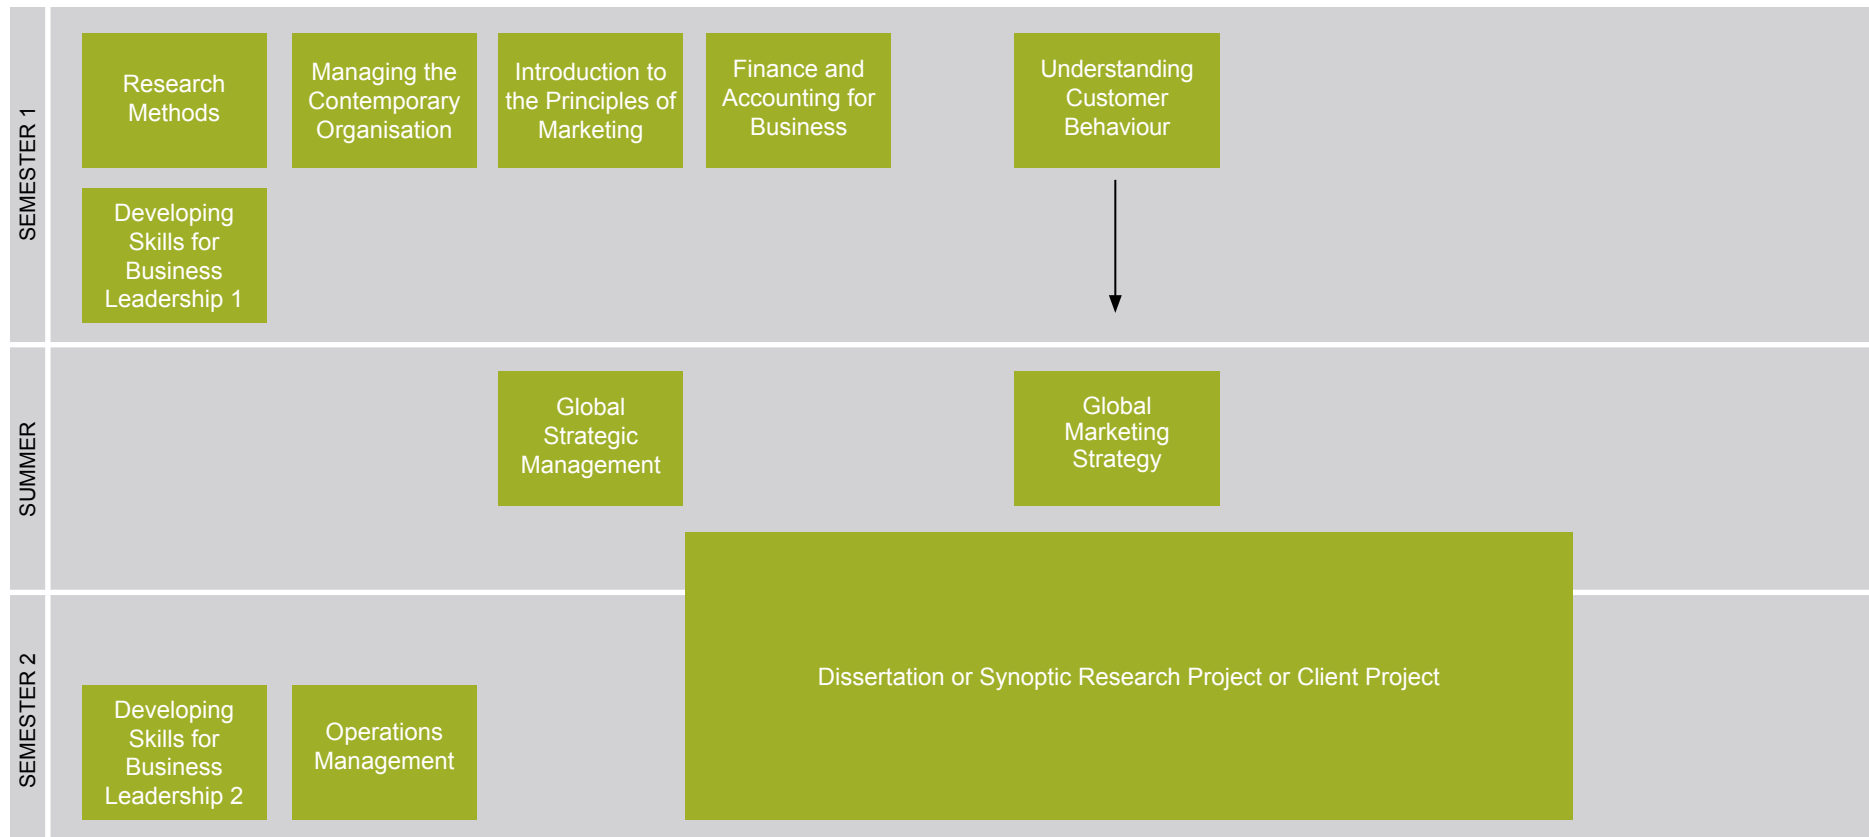 SEMESTER 1
Research
Methods
Managing the
Contemporary
Organisation
Introduction to
the Principles of
Marketing
Finance and
Accounting for
Business
Understanding
Customer
Behaviour
Developing
Skills for
Business
Leadership 1
SUMMER
Global
Strategic
Management
Global
Marketing
Strategy
SEMESTER 2
Developing
Skills for
Business
Leadership 2
Operations
Management
Dissertation or Synoptic Research Project or Client Project